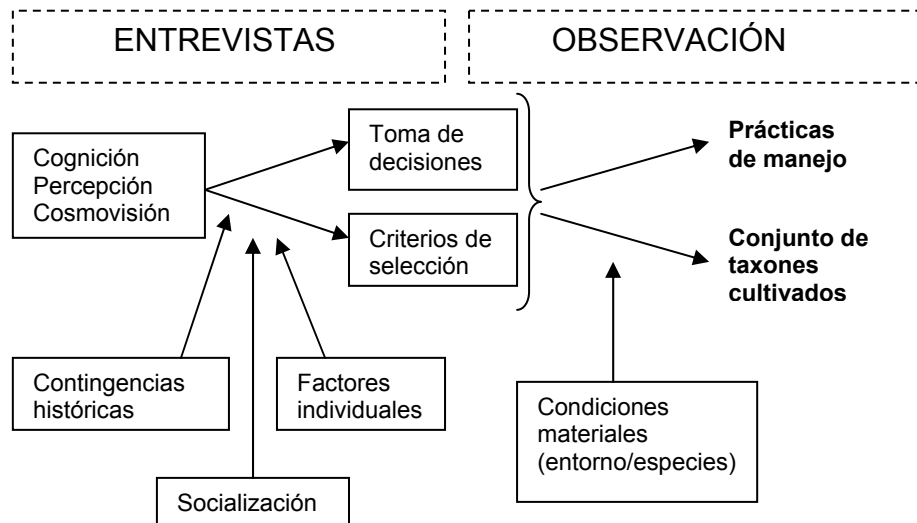 ENTREVISTAS
OBSERVACIÓN
Cognición
Percepción
Cosmovisión
Toma de
decisiones
Criterios de
selección
Prácticas
de manejo
Conjunto de
taxones
cultivados
Contingencias
históricas
Factores
individuales
Condiciones
materiales
(entorno/especies)
Socialización